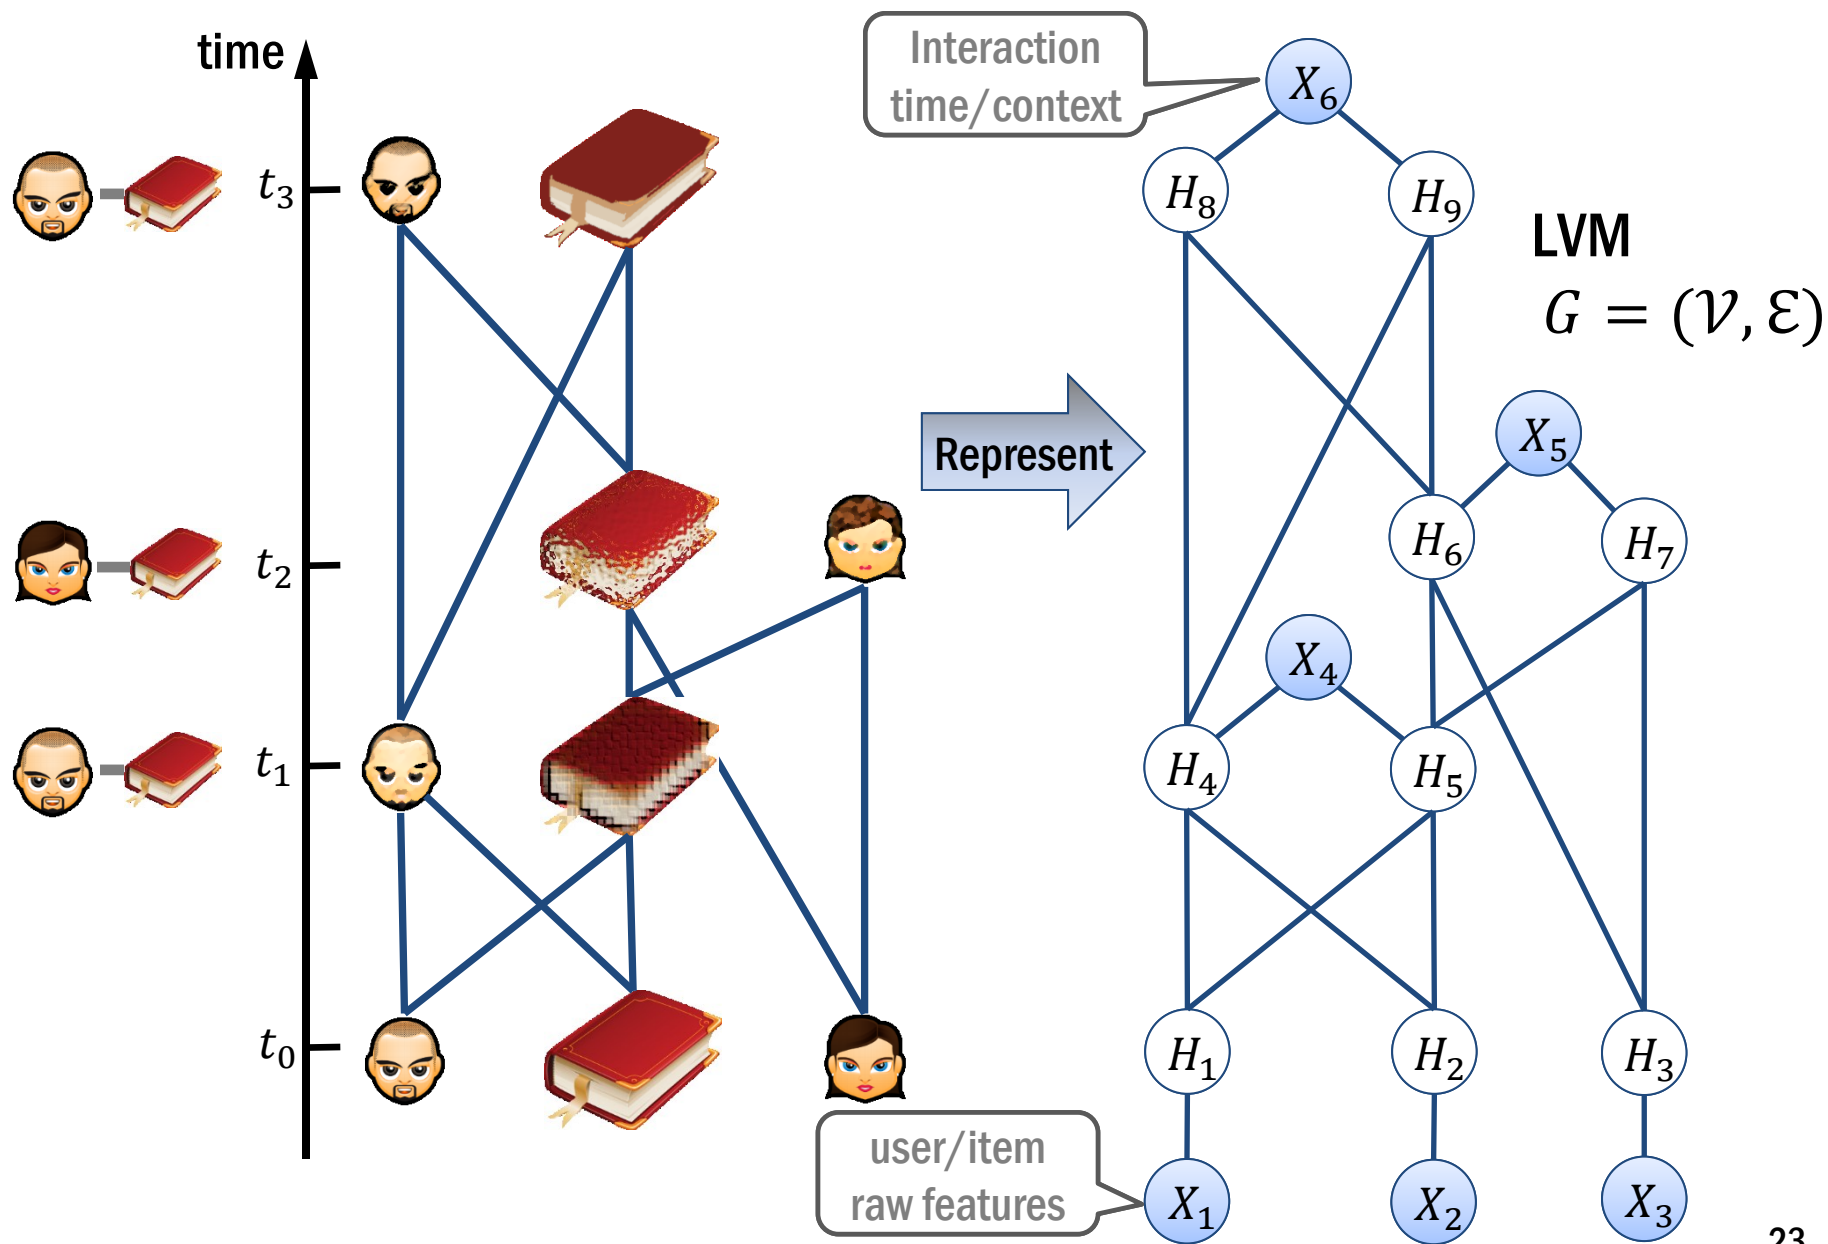 time
t₃
t₂
t₁
t₀
Represent
Interaction
time/context
X₆
H₈
H₉
LVM
G = (𝒱, ℰ)
X₅
H₆
H₇
X₄
H₄
H₅
H₁
H₂
H₃
user/item
raw features
X₁
X₂
X₃
23